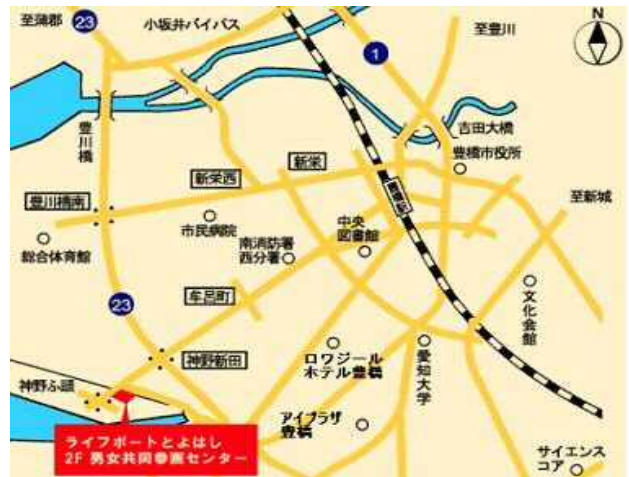 至蒲郡
23
小坂井バイパス
1
至豊川
N
豊川橋
吉田大橋
豊橋市役所
新栄
新栄西
豊橋駅
豊川橋南
至新城
市民病院
中央
図書館
南消防署
西分署
総合体育館
牟呂町
23
文化会館
神野新田
ロワジール
ホテル豊橋
愛知大学
神野ふ頭
アイプラザ
豊橋
ライフポートとよはし
2F 男女共同参画センター
サイエンス
コア